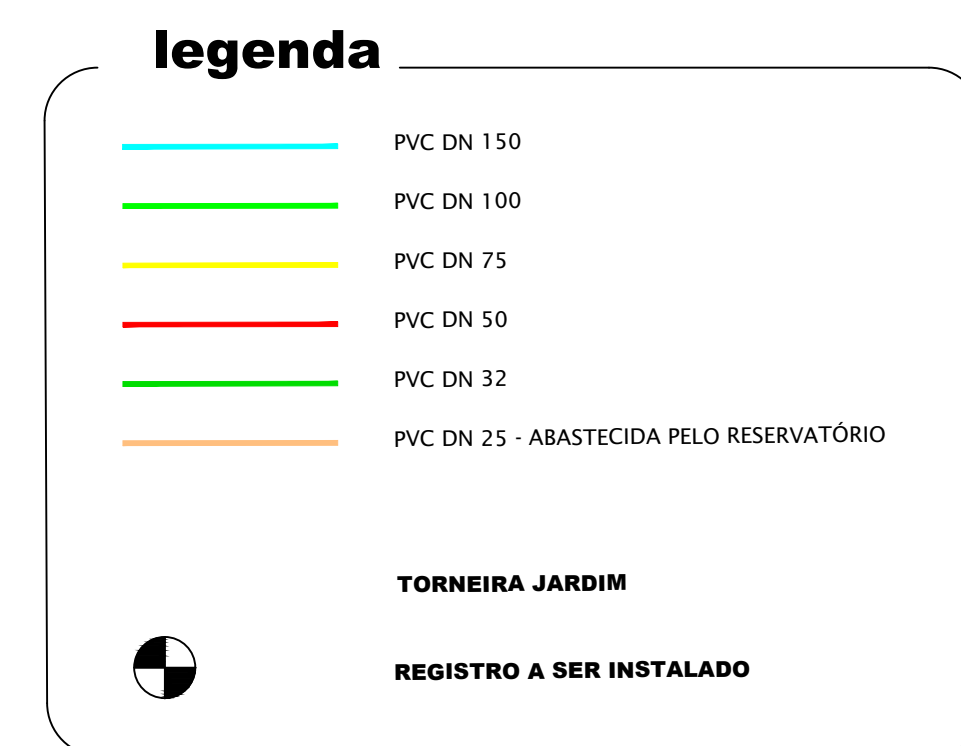 legenda
PVC DN 150
PVC DN 100
PVC DN 75
PVC DN 50
PVC DN 32
PVC DN 25 - ABASTECIDA PELO RESERVATÓRIO
TORNEIRA JARDIM
REGISTRO A SER INSTALADO